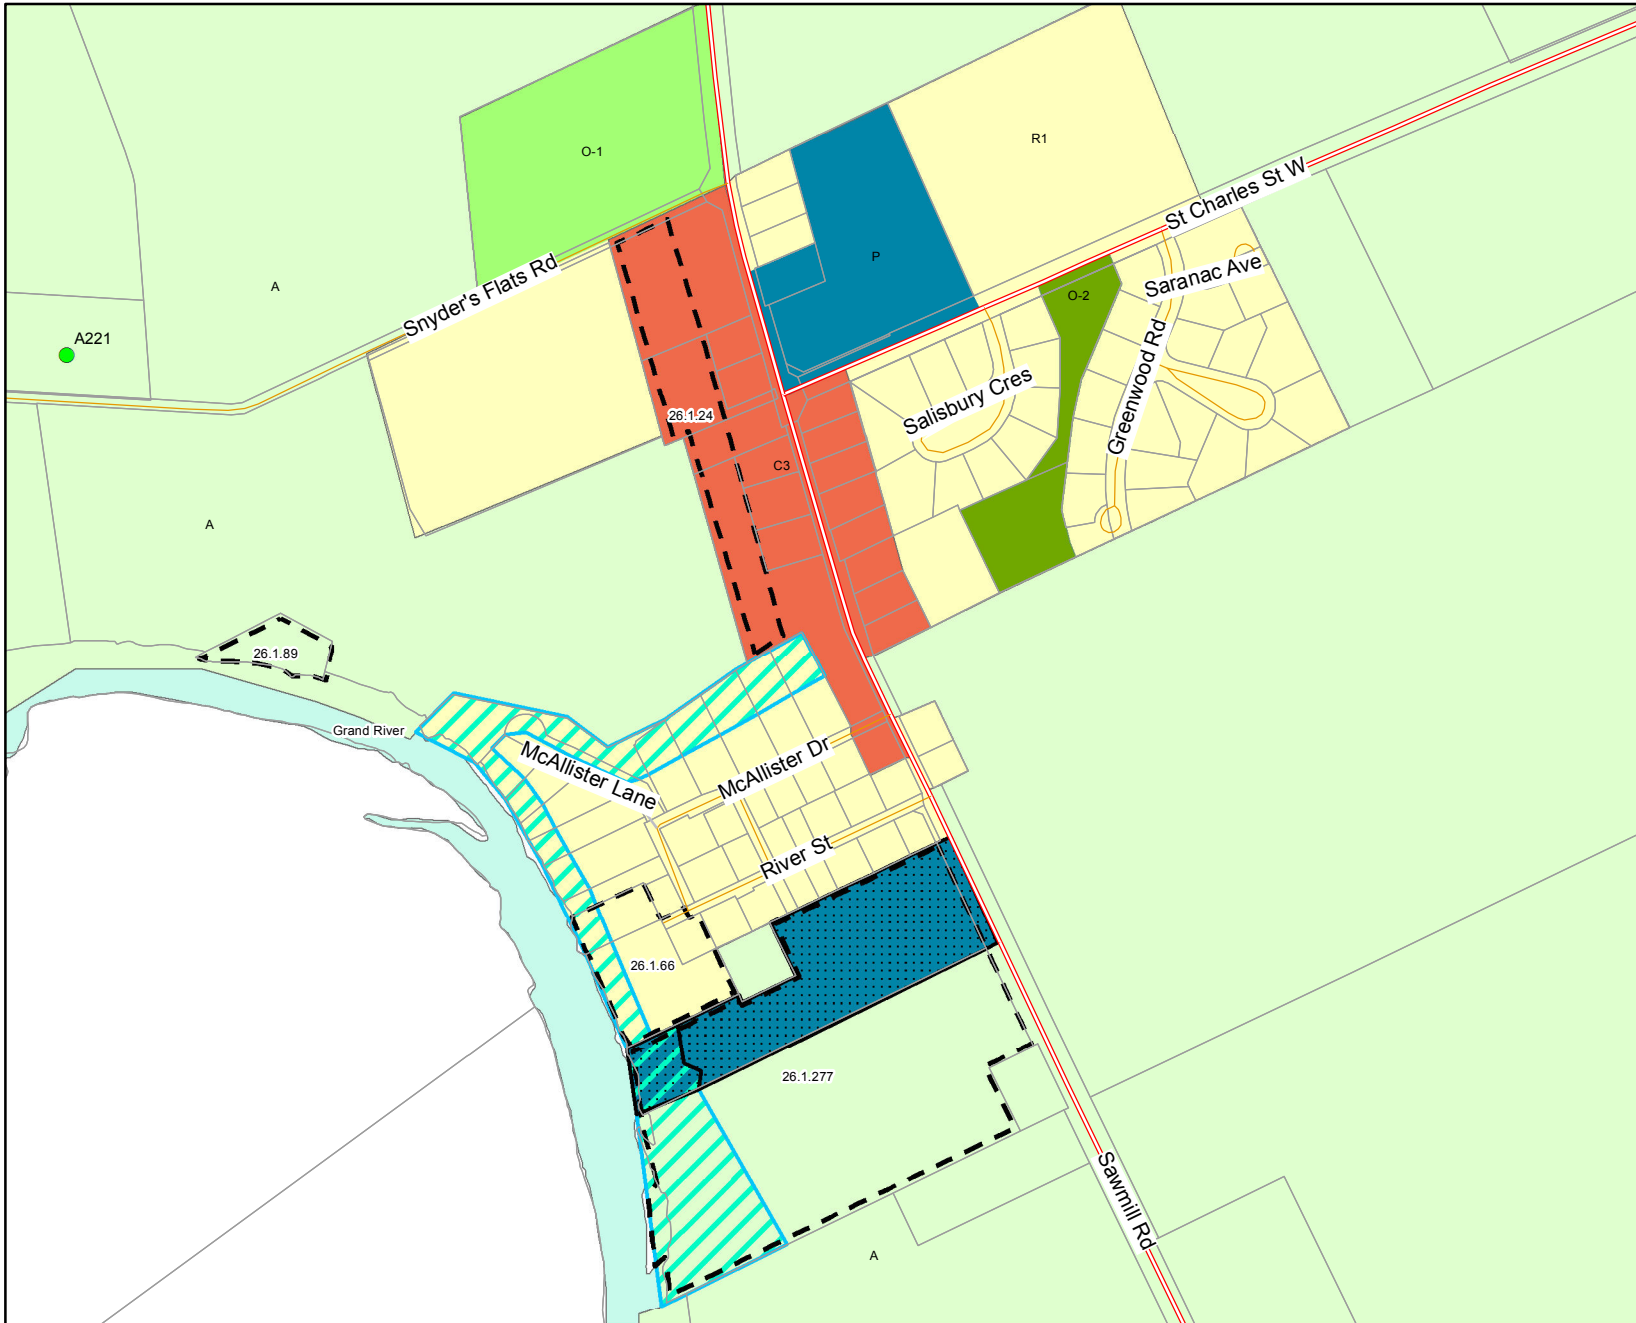 R1
O-1
St Charles St W
P
Saranac Ave
A
Snyder's Flats Rd
O-2
A221
Greenwood Rd
Salisbury Cres
26.1.24
C3
A
26.1.89
Grand River
McAllister Dr
McAllister Lane
River St
26.1.66
26.1.277
Sawmill Rd
A